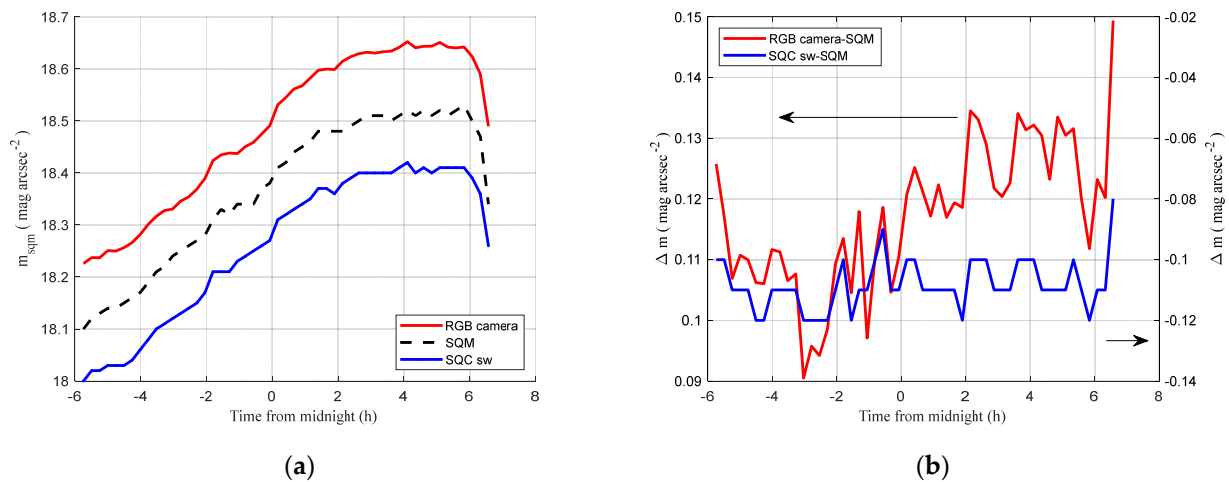 18.7
18.6
18.5
18.4
18.3
18.2
18.1
18
m_sqm ( mag arcsec^-2 )
-6 -4 -2 0 2 4 6 8
Time from midnight (h)
RGB camera
SQM
SQC sw
(a)
0.15
0.14
0.13
0.12
0.11
0.1
0.09
Δ m ( mag arcsec^-2 )
RGB camera-SQM
SQC sw-SQM
-0.02
-0.04
-0.06
-0.08
-0.1
-0.12
-0.14
Δ m ( mag arcsec^-2 )
-6 -4 -2 0 2 4 6 8
Time from midnight (h)
(b)